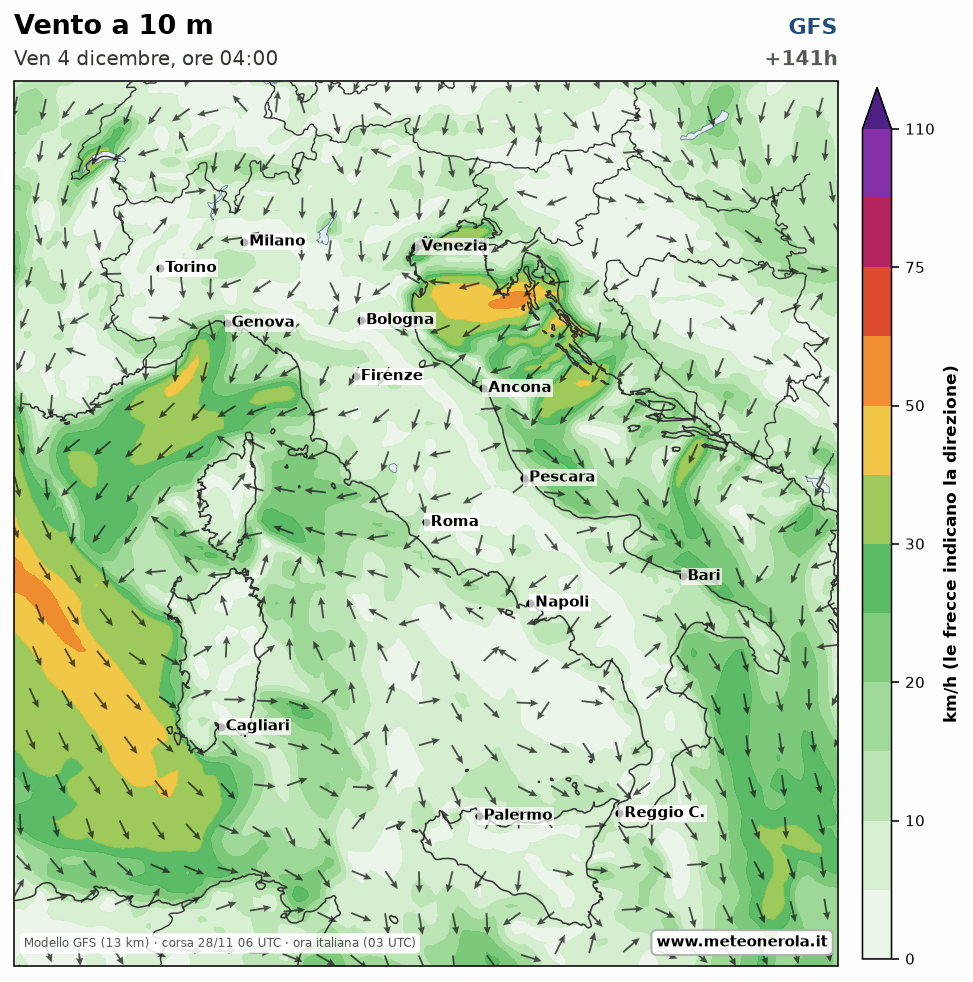 Vento a 10 m
GFS
Ven 4 dicembre, ore 04:00
+141h
110
75
50
30
20
10
0
km/h (le frecce indicano la direzione)
Venezia
Milano
Torino
Bologna
Genova
Firenze
Ancona
Pescara
Roma
Bari
Napoli
Cagliari
Palermo
Reggio C.
Modello GFS (13 km) · corsa 28/11 06 UTC · ora italiana (03 UTC)
www.meteonerola.it